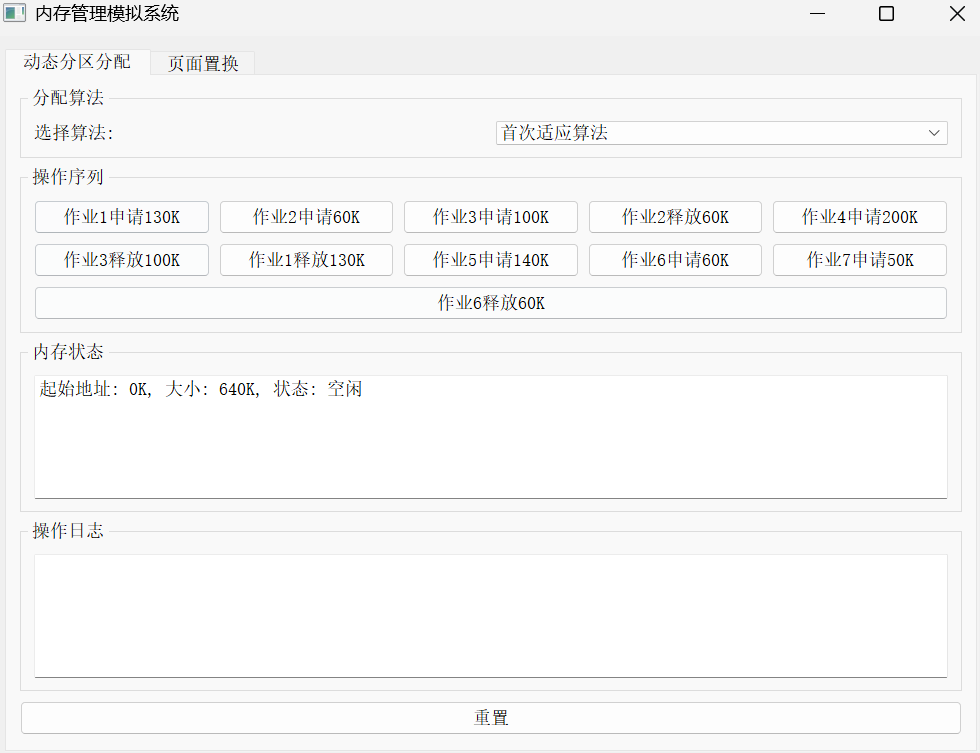 内存管理模拟系统
动态分区分配 页面置换
分配算法
选择算法: 首次适应算法
操作序列
作业1申请130K 作业2申请60K 作业3申请100K 作业2释放60K 作业4申请200K
作业3释放100K 作业1释放130K 作业5申请140K 作业6申请60K 作业7申请50K
作业6释放60K
内存状态
起始地址: 0K, 大小: 640K, 状态: 空闲
操作日志
重置